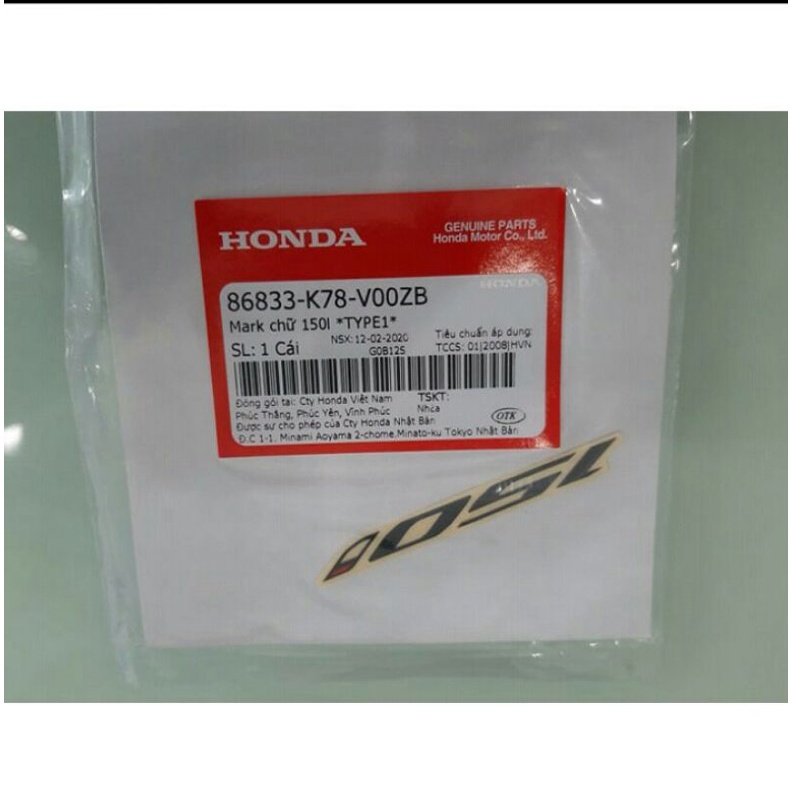 HONDA
GENUINE PARTS
Honda Motor Co., Ltd.
HONDA
86833-K78-V00ZB
Mark chữ 150I *TYPE1*
NSX:12-02-2020
Tiêu chuẩn áp dụng:
SL: 1 Cái
G0B125
TCCS: 01|2008|HVN
Đóng gói tại: Cty Honda Việt Nam
TSKT:
Phúc Thắng, Phúc Yên, Vĩnh Phúc
Nhựa
Được sự cho phép của Cty Honda Nhật Bản
OTK
Đ.C 1-1. Minami Aoyama 2-chome.Minato-ku Tokyo Nhật Bản
150i